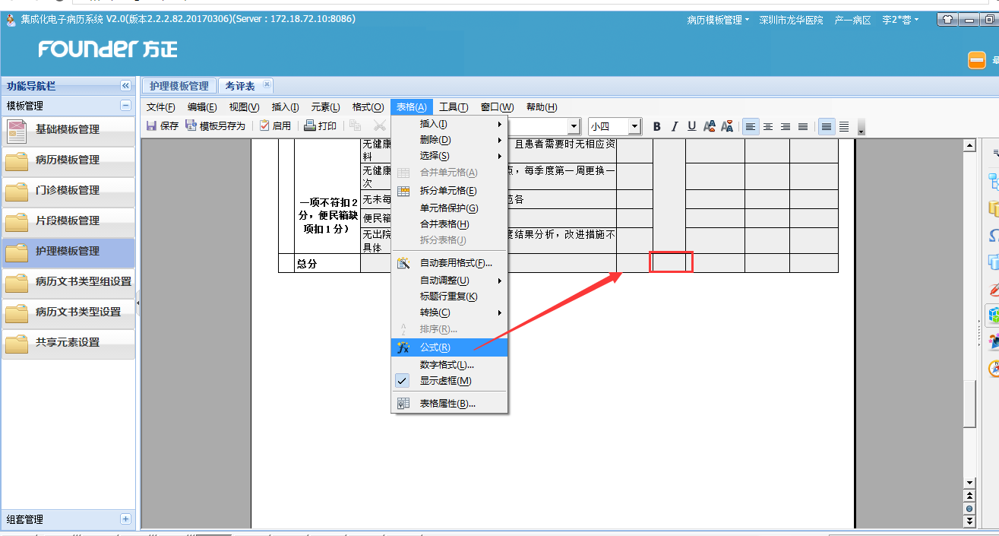 集成化电子病历系统 V2.0(版本2.2.2.82.20170306)(Server : 172.18.72.10:8086)
病历模板管理 深圳市龙华医院 产一病区 李2*蓉
FOUNDER 方正
功能导航栏
护理模板管理 考评表
模板管理
文件(F) 编辑(E) 视图(V) 插入(I) 元素(L) 格式(O) 表格(A) 工具(T) 窗口(W) 帮助(H)
保存 模板另存为 启用 打印 小四 B I U
基础模板管理
病历模板管理
门诊模板管理
片段模板管理
护理模板管理
病历文书类型组设置
病历文书类型设置
共享元素设置
组套管理
插入(I)
删除(D)
选择(S)
合并单元格(A)
拆分单元格(E)
单元格保护(G)
合并表格(H)
拆分表格(J)
自动套用格式(F)...
自动调整(U)
标题行重复(K)
转换(C)
排序(R)...
公式(R)
数字格式(L)...
显示虚框(M)
表格属性(B)...
无健康 且患者需要时无相应资
料
无健康 点，每季度第一周更换一
次
一项不符扣2
分，便民箱缺
项扣1分）
无未每 范各
便民箱
无出院 度结果分析，改进措施不
具体
总分